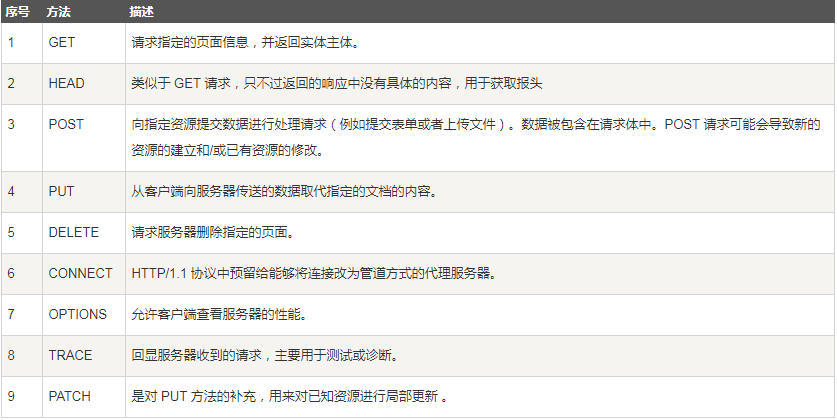 序号 方法 描述
1 GET 请求指定的页面信息，并返回实体主体。
2 HEAD 类似于 GET 请求，只不过返回的响应中没有具体的内容，用于获取报头
3 POST 向指定资源提交数据进行处理请求（例如提交表单或者上传文件）。数据被包含在请求体中。POST 请求可能会导致新的
资源的建立和/或已有资源的修改。
4 PUT 从客户端向服务器传送的数据取代指定的文档的内容。
5 DELETE 请求服务器删除指定的页面。
6 CONNECT HTTP/1.1 协议中预留给能够将连接改为管道方式的代理服务器。
7 OPTIONS 允许客户端查看服务器的性能。
8 TRACE 回显服务器收到的请求，主要用于测试或诊断。
9 PATCH 是对 PUT 方法的补充，用来对已知资源进行局部更新 。